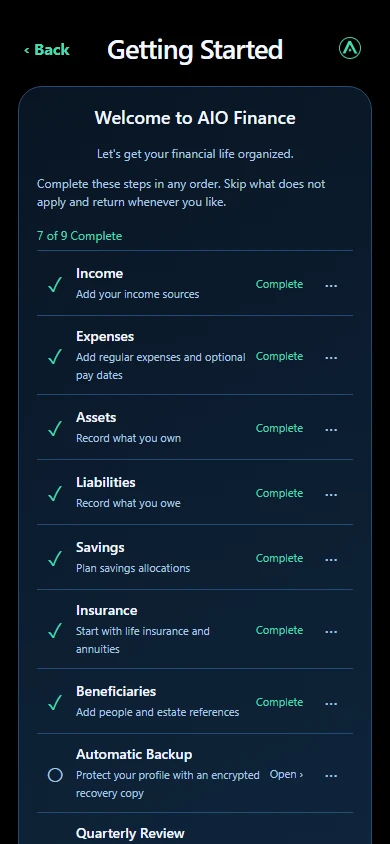 ‹ Back
Getting Started
Welcome to AIO Finance
Let's get your financial life organized.
Complete these steps in any order. Skip what does not
apply and return whenever you like.
7 of 9 Complete
Income
Add your income sources
Complete
...
Expenses
Add regular expenses and optional
pay dates
Complete
...
Assets
Record what you own
Complete
...
Liabilities
Record what you owe
Complete
...
Savings
Plan savings allocations
Complete
...
Insurance
Start with life insurance and
annuities
Complete
...
Beneficiaries
Add people and estate references
Complete
...
Automatic Backup
Protect your profile with an encrypted
recovery copy
Open ›
...
Quarterly Review